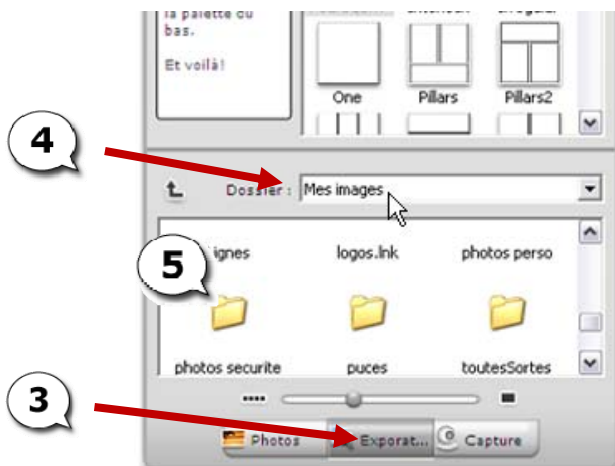 la palette du
bas.
Et voilà!
One
Pillars
Pillars2
4
Dossier :
Mes images
5
ignes
logos.lnk
photos perso
photos securite
puces
toutesSortes
3
Photos
Exporat...
Capture